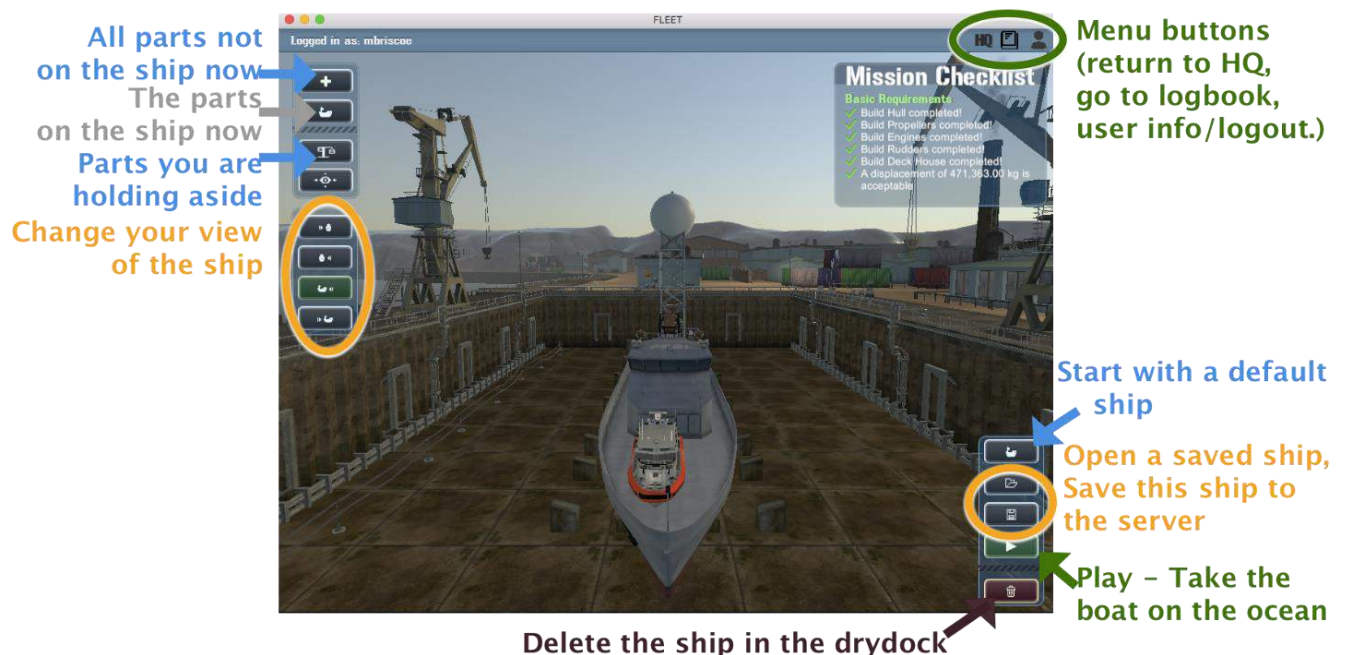 FLEET
Logged in as: mbriscoe
HQ
All parts not
on the ship now
The parts
on the ship now
Parts you are
holding aside
Change your view
of the ship
Mission Checklist
Basic Requirements
Build Hull completed!
Build Propellers completed!
Build Engines completed!
Build Rudders completed!
Build Deck House completed!
A displacement of 471,363.00 kg is
acceptable
Menu buttons
(return to HQ,
go to logbook,
user info/logout.)
Start with a default
ship
Open a saved ship,
Save this ship to
the server
Play – Take the
boat on the ocean
Delete the ship in the drydock